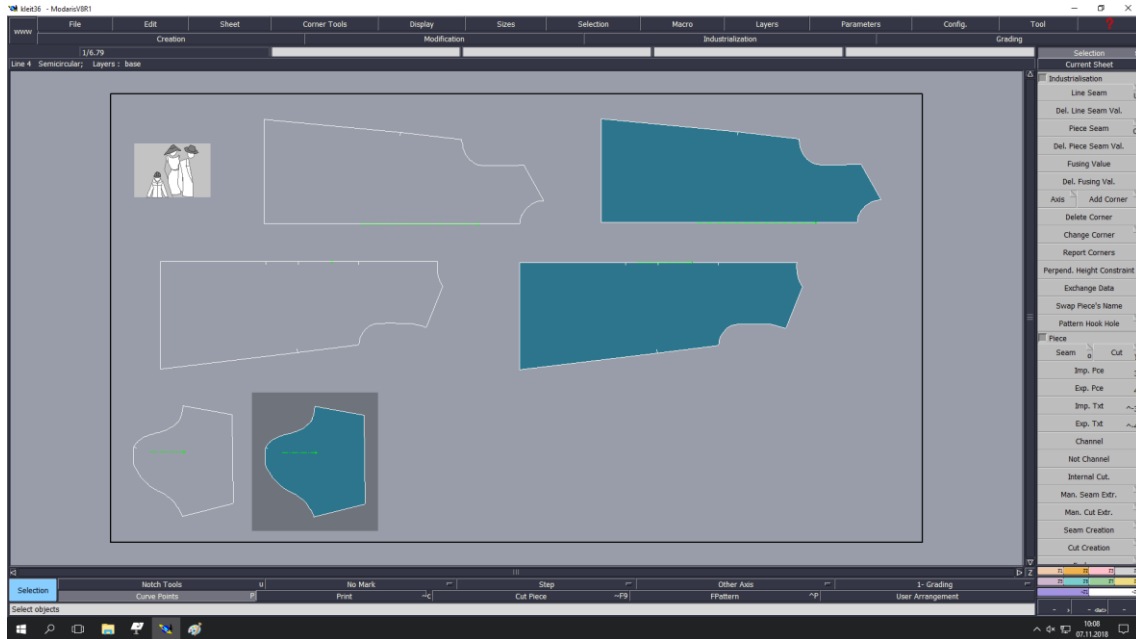 kleit36 - ModarisV8R1
www File Edit Sheet Corner Tools Display Sizes Selection Macro Layers Parameters Config. Tool ?
Creation Modification Industrialization Grading
1/6.79 Selection
Line 4 Semicircular; Layers : base Current Sheet
Industrialisation
Line Seam
Del. Line Seam Val.
Piece Seam
Del. Piece Seam Val.
Fusing Value
Del. Fusing Val.
Axis Add Corner
Delete Corner
Change Corner
Report Corners
Perpend. Height Constraint
Exchange Data
Swap Piece's Name
Pattern Hook Hole
Piece
Seam o Cut
Imp. Pce
Exp. Pce
Imp. Txt
Exp. Txt
Channel
Not Channel
Internal Cut.
Man. Seam Extr.
Man. Cut Extr.
Seam Creation
Cut Creation
Z
Selection Notch Tools U No Mark Step Other Axis 1- Grading
Curve Points P Print ~C Cut Piece ~F9 FPattern ^P User Arrangement
Select objects
10:08
07.11.2018